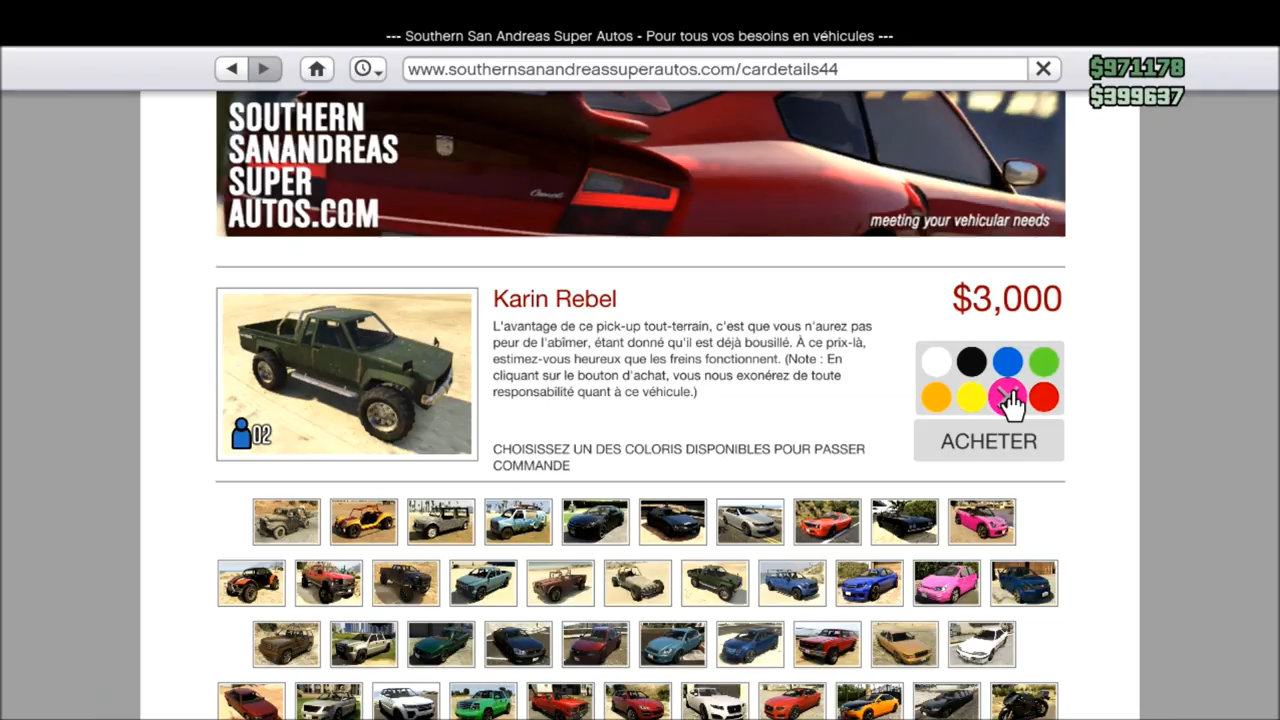 --- Southern San Andreas Super Autos - Pour tous vos besoins en véhicules ---
www.southernsanandreassuperautos.com/cardetails44
$971178
$399637
SOUTHERN
SANANDREAS
SUPER
AUTOS.COM
meeting your vehicular needs
Karin Rebel
$3,000
L'avantage de ce pick-up tout-terrain, c'est que vous n'aurez pas
peur de l'abîmer, étant donné qu'il est déjà bousillé. À ce prix-là,
estimez-vous heureux que les freins fonctionnent. (Note : En
cliquant sur le bouton d'achat, vous nous exonérez de toute
responsabilité quant à ce véhicule.)
02
ACHETER
CHOISISSEZ UN DES COLORIS DISPONIBLES POUR PASSER
COMMANDE